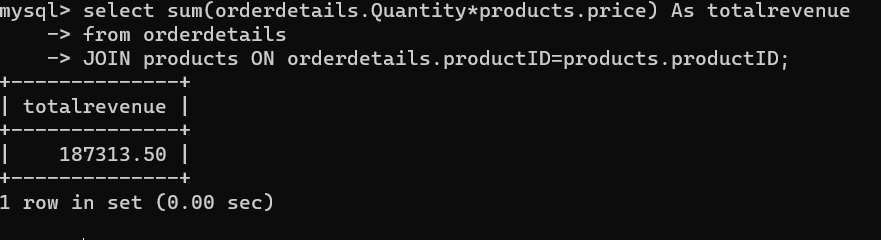 mysql> select sum(orderdetails.Quantity*products.price) As totalrevenue
    -> from orderdetails
    -> JOIN products ON orderdetails.productID=products.productID;
+--------------+
| totalrevenue |
+--------------+
|    187313.50 |
+--------------+
1 row in set (0.00 sec)